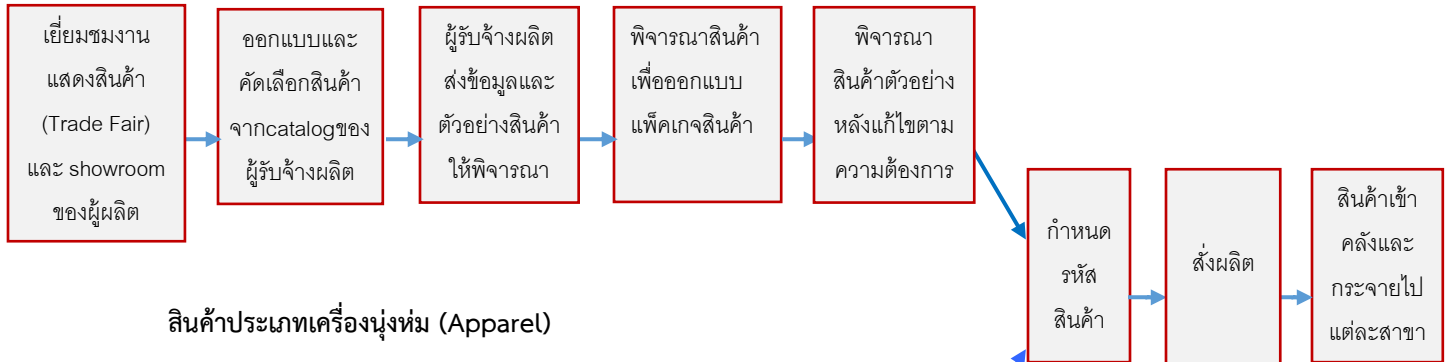 เยี่ยมชมงาน
แสดงสินค้า
(Trade Fair)
และ showroom
ของผู้ผลิต
ออกแบบและ
คัดเลือกสินค้า
จากcatalogของ
ผู้รับจ้างผลิต
ผู้รับจ้างผลิต
ส่งข้อมูลและ
ตัวอย่างสินค้า
ให้พิจารณา
พิจารณาสินค้า
เพื่อออกแบบ
แพ็คเกจสินค้า
พิจารณา
สินค้าตัวอย่าง
หลังแก้ไขตาม
ความต้องการ
กำหนด
รหัส
สินค้า
สั่งผลิต
สินค้าเข้า
คลังและ
กระจายไป
แต่ละสาขา
สินค้าประเภทเครื่องนุ่งห่ม (Apparel)